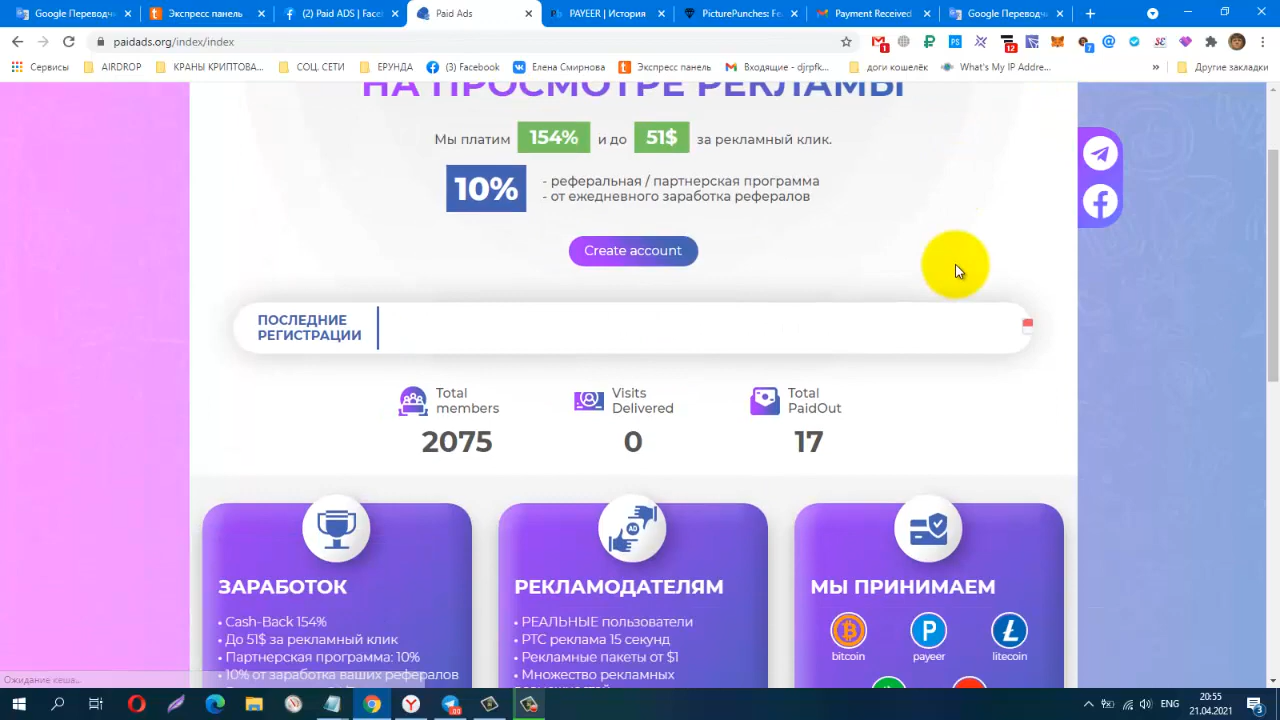 Google Переводч
Экспресс панель
(2) Paid ADS | Face
Paid Ads
PAYEER | История
PicturePunches: Fe
Payment Received
Google Переводч
paidads.org/index/index
1
12
7
Сервисы
AIRDROP
КРАНЫ КРИПТОВА...
СОЦ СЕТИ
ЕРУНДА
(3) Facebook
Елена Смирнова
Экспресс панель
Входящие - djrpfk...
доги кошелёк
What's My IP Addre...
»
Другие закладки
НА ПРОСМОТРЕ РЕКЛАМЫ
Мы платим 154% и до 51$ за рекламный клик.
10%
- реферальная / партнерская программа
- от ежедневного заработка рефералов
Create account
ПОСЛЕДНИЕ
РЕГИСТРАЦИИ
Total
members
2075
Visits
Delivered
0
Total
PaidOut
17
ЗАРАБОТОК
• Cash-Back 154%
• До 51$ за рекламный клик
• Партнерская программа: 10%
• 10% от заработка ваших рефералов
РЕКЛАМОДАТЕЛЯМ
• РЕАЛЬНЫЕ пользователи
• PTC реклама 15 секунд
• Рекламные пакеты от $1
• Множество рекламных
МЫ ПРИНИМАЕМ
bitcoin
payeer
litecoin
Ожидание кеша...
ENG
20:55
21.04.2021
3